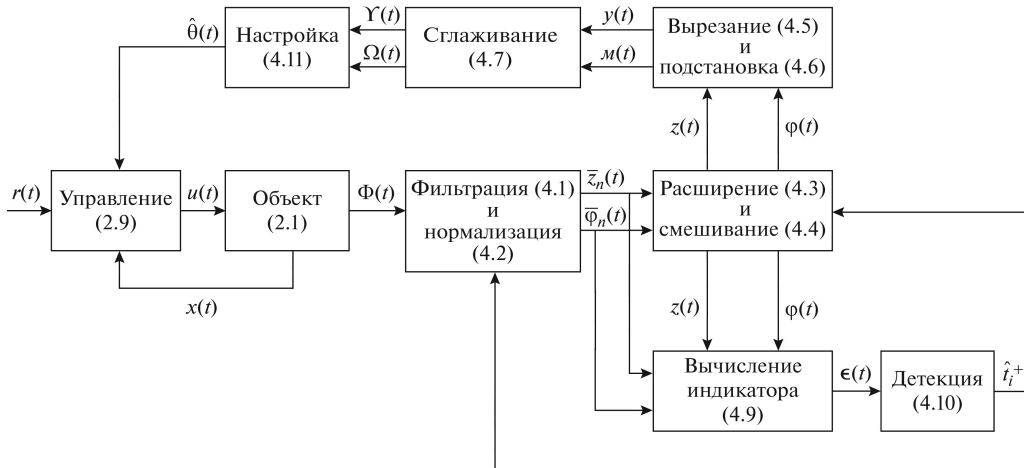 θ̂(t)
Настройка
(4.11)
ϒ(t)
Ω(t)
Сглаживание
(4.7)
y(t)
м(t)
Вырезание (4.5)
и
подстановка (4.6)
z(t)
φ(t)
r(t)
Управление
(2.9)
u(t)
Объект
(2.1)
Φ(t)
Фильтрация (4.1)
и
нормализация
(4.2)
z̅ₙ(t)
φ̅ₙ(t)
Расширение (4.3)
и
смешивание (4.4)
x(t)
z(t)
φ(t)
Вычисление
индикатора
(4.9)
ϵ(t)
Детекция
(4.10)
t̂ᵢ⁺